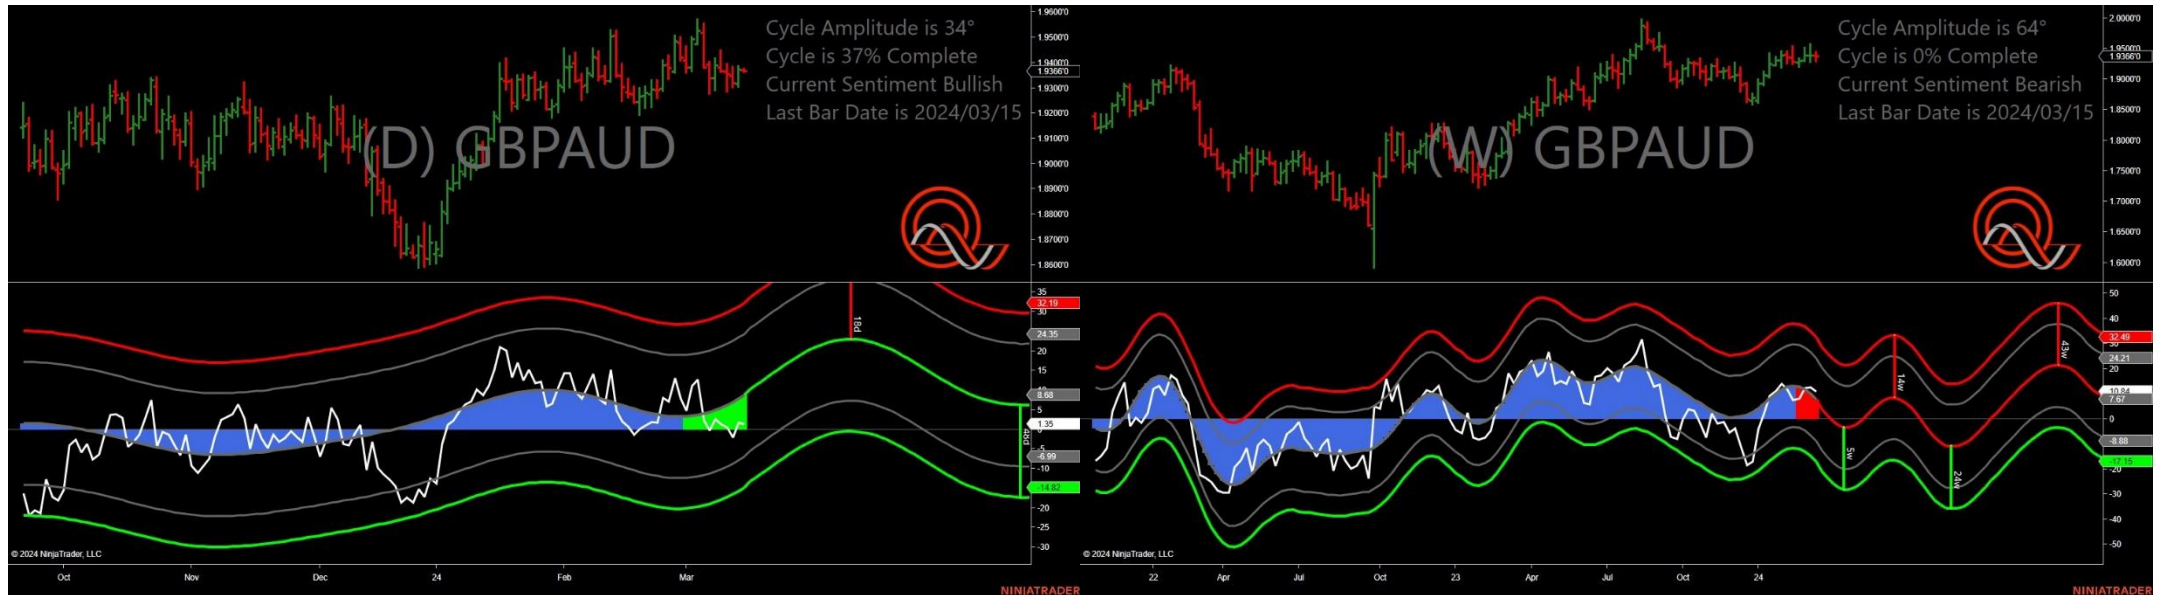 Cycle Amplitude is 34°
Cycle is 37% Complete
Current Sentiment Bullish
Last Bar Date is 2024/03/15
(D) GBPAUD
1.9600'0
1.9500'0
1.9400'0
1.9366'0
1.9300'0
1.9200'0
1.9100'0
1.9000'0
1.8900'0
1.8800'0
1.8700'0
1.8600'0
35
32.19
30
24.35
20
15
10
8.68
5
1.35
-5
-6.99
-10
-14.82
-20
-25
-30
18d
48d
© 2024 NinjaTrader, LLC
Oct
Nov
Dec
24
Feb
Mar
NINJATRADER
Cycle Amplitude is 64°
Cycle is 0% Complete
Current Sentiment Bearish
Last Bar Date is 2024/03/15
(W) GBPAUD
2.0000'0
1.9500'0
1.9366'0
1.9000'0
1.8500'0
1.8000'0
1.7500'0
1.7000'0
1.6500'0
1.6000'0
50
40
32.49
30
24.21
20
10.84
7.67
0
-8.88
-17.15
-20
-30
-40
-50
5w
14w
24w
43w
© 2024 NinjaTrader, LLC
22
Apr
Jul
Oct
23
Apr
Jul
Oct
24
NINJATRADER